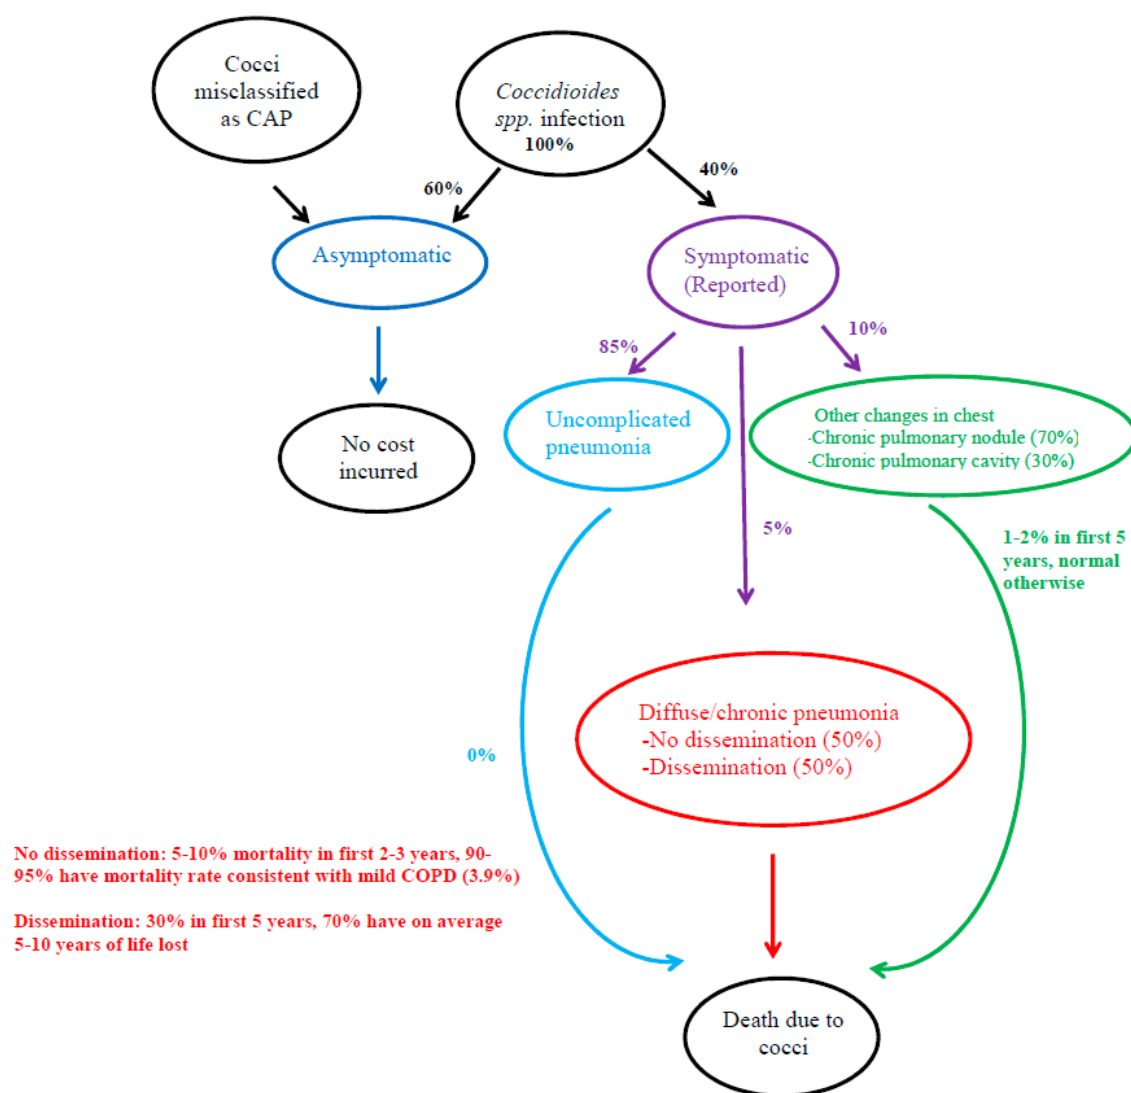 Cocci
misclassified
as CAP
Coccidioides
spp. infection
100%
60%
40%
Asymptomatic
Symptomatic
(Reported)
85%
10%
No cost
incurred
Uncomplicated
pneumonia
Other changes in chest
-Chronic pulmonary nodule (70%)
-Chronic pulmonary cavity (30%)
5%
1-2% in first 5
years, normal
otherwise
Diffuse/chronic pneumonia
-No dissemination (50%)
-Dissemination (50%)
0%
No dissemination: 5-10% mortality in first 2-3 years, 90-
95% have mortality rate consistent with mild COPD (3.9%)
Dissemination: 30% in first 5 years, 70% have on average
5-10 years of life lost
Death due to
cocci